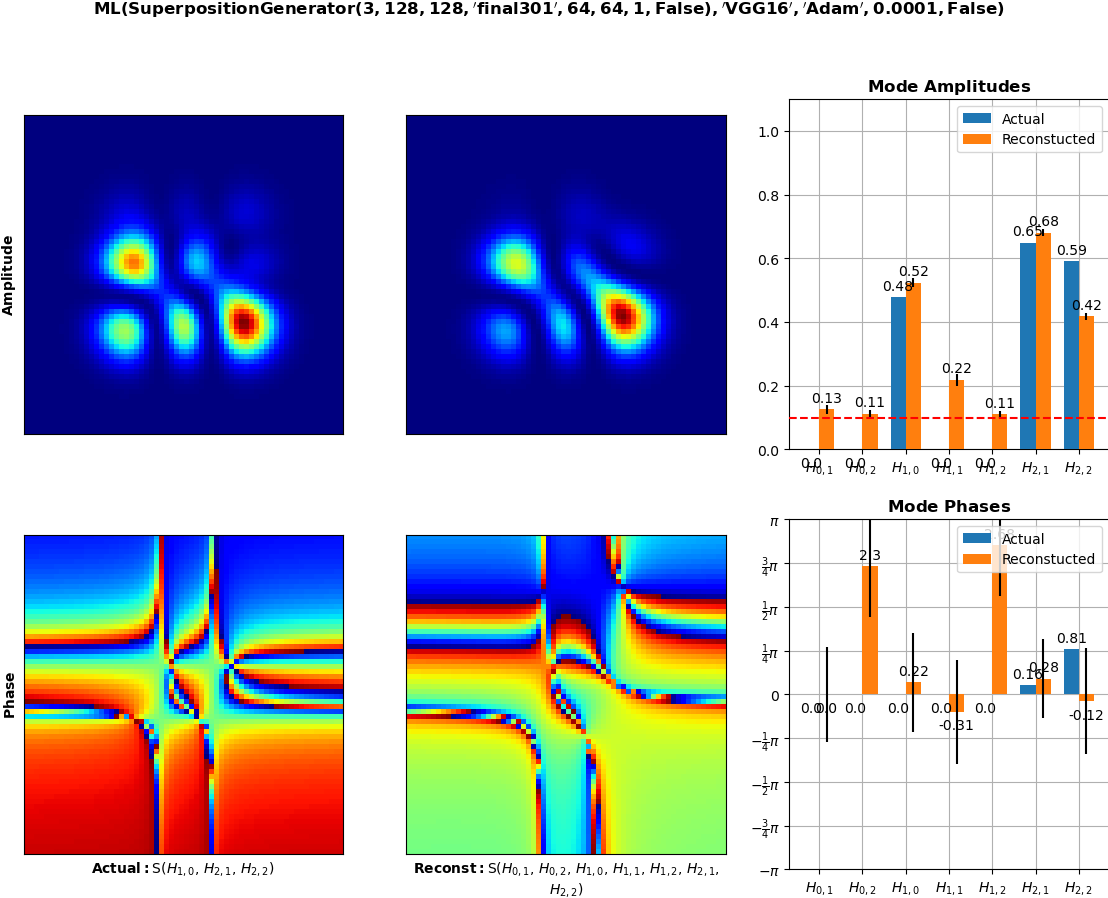 ML(SuperpositionGenerator(3, 128, 128, 'final301', 64, 64, 1, False), 'VGG16', 'Adam', 0.0001, False)
Amplitude
Mode Amplitudes
Actual
Reconstucted
1.0
0.8
0.6
0.4
0.2
0.0
0.0
0.13
0.0
0.11
0.48
0.52
0.0
0.22
0.0
0.11
0.65
0.68
0.59
0.42
H0,1 H0,2 H1,0 H1,1 H1,2 H2,1 H2,2
Phase
Actual: S(H1,0, H2,1, H2,2)
Reconst: S(H0,1, H0,2, H1,0, H1,1, H1,2, H2,1,
H2,2)
Mode Phases
Actual
Reconstucted
π
3/4π
1/2π
1/4π
0
−1/4π
−1/2π
−3/4π
−π
0.0
0.0
0.0
2.3
0.0
0.22
0.0
-0.31
0.0
0.16
0.28
0.81
-0.12
H0,1 H0,2 H1,0 H1,1 H1,2 H2,1 H2,2